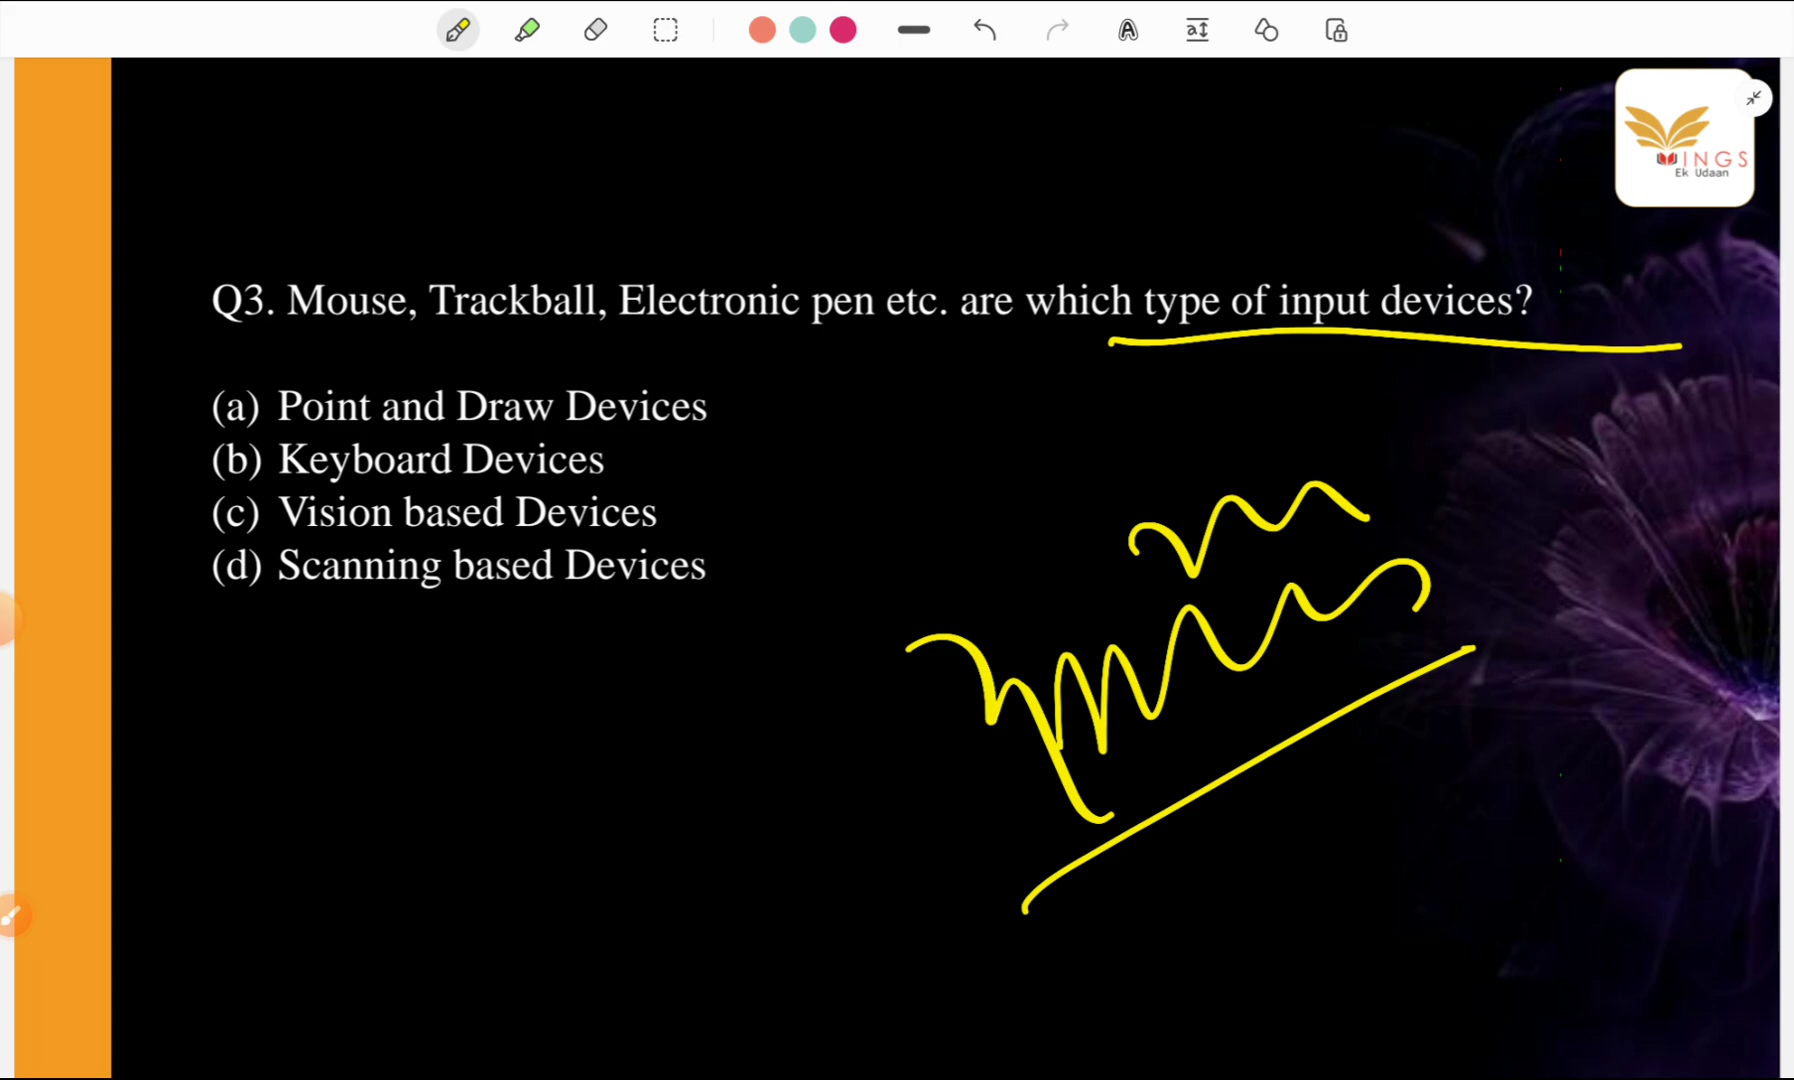 WINGS
Ek Udaan
Q3. Mouse, Trackball, Electronic pen etc. are which type of input devices?
(a) Point and Draw Devices
(b) Keyboard Devices
(c) Vision based Devices
(d) Scanning based Devices